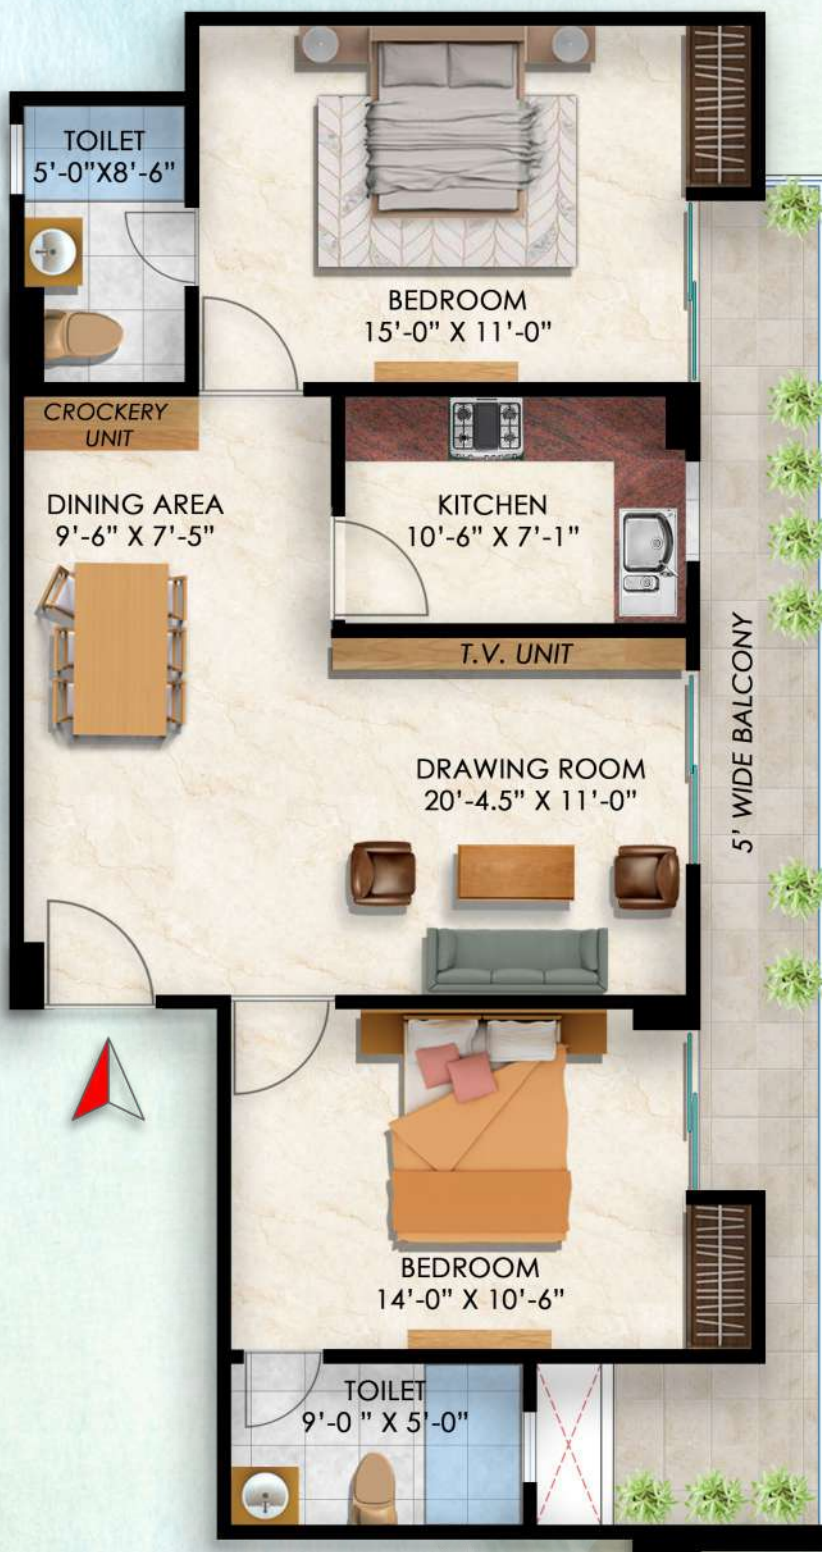 TOILET
5'-0"X8'-6"
BEDROOM
15'-0" X 11'-0"
CROCKERY
UNIT
DINING AREA
9'-6" X 7'-5"
KITCHEN
10'-6" X 7'-1"
T.V. UNIT
DRAWING ROOM
20'-4.5" X 11'-0"
5' WIDE BALCONY
BEDROOM
14'-0" X 10'-6"
TOILET
9'-0 " X 5'-0"